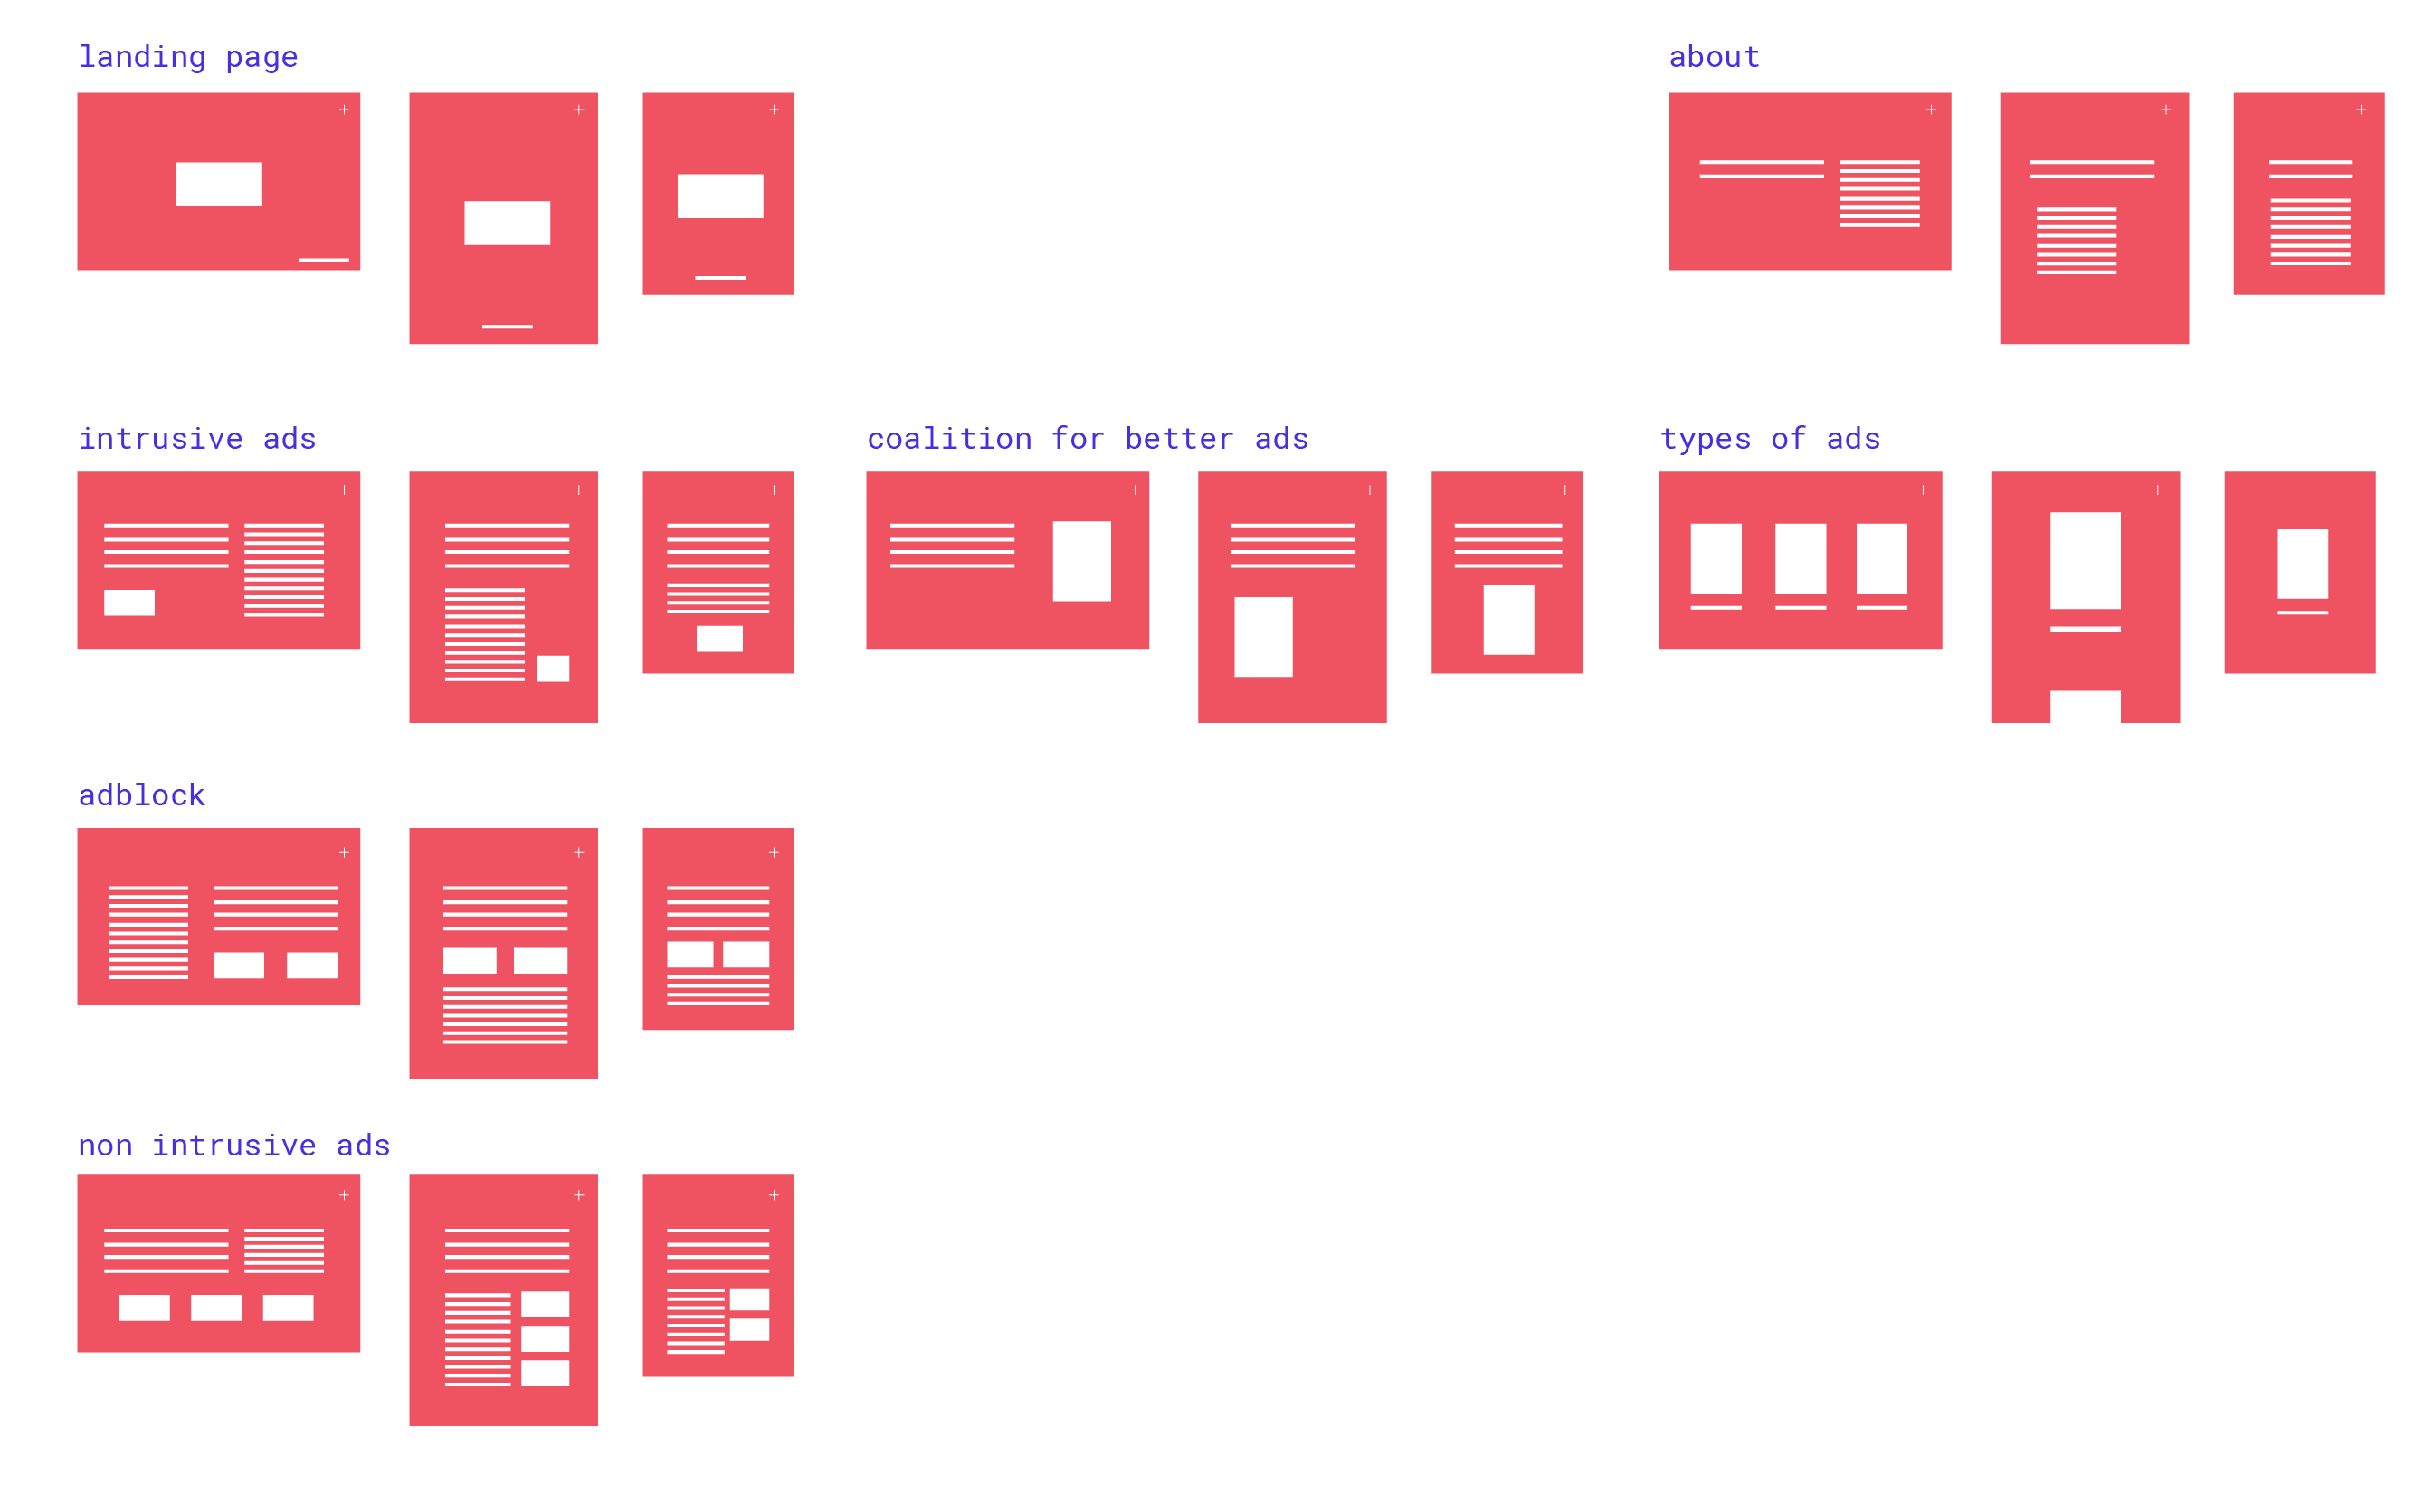 landing page
about
intrusive ads
coalition for better ads
types of ads
adblock
non intrusive ads